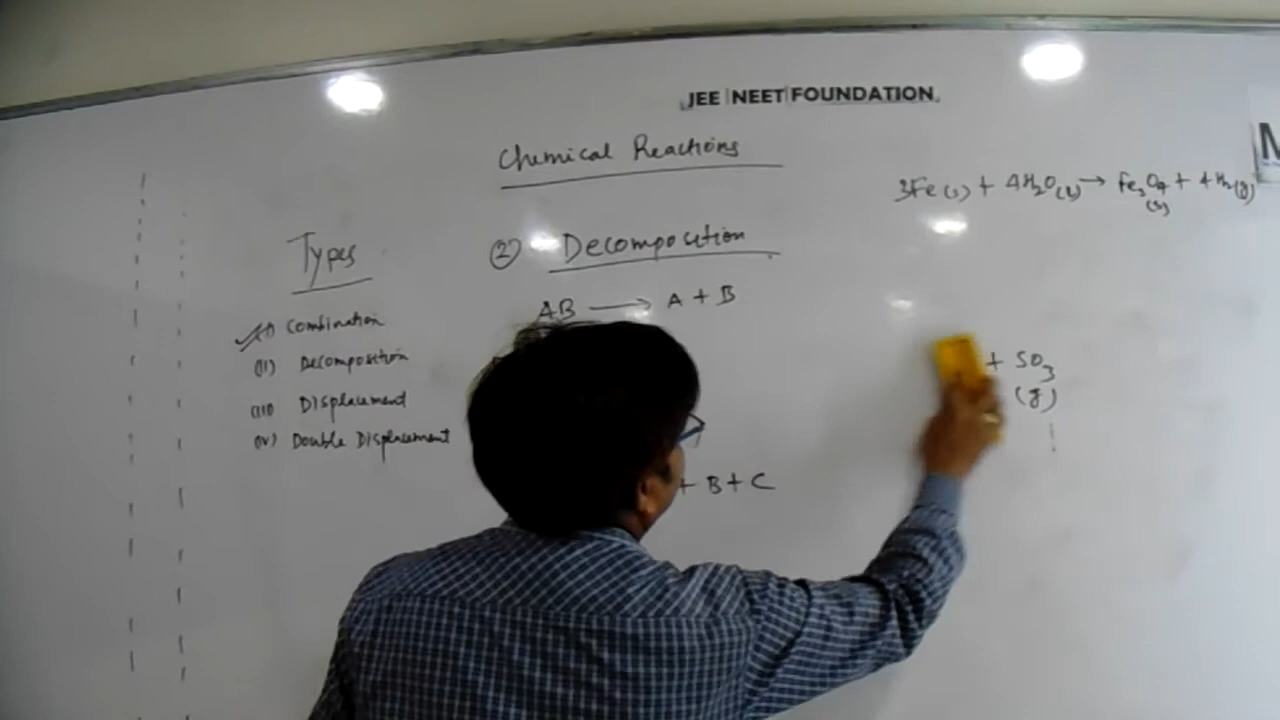 JEE NEET FOUNDATION
Chemical Reactions
3Fe(s) + 4H2O(g) → Fe3O4 + 4H2(g)
(s)
Types
② Decomposition
AB → A + B
(i) Combination
(ii) Decomposition
(iii) Displacement
(iv) Double Displacement
+ SO3
(g)
+ B + C